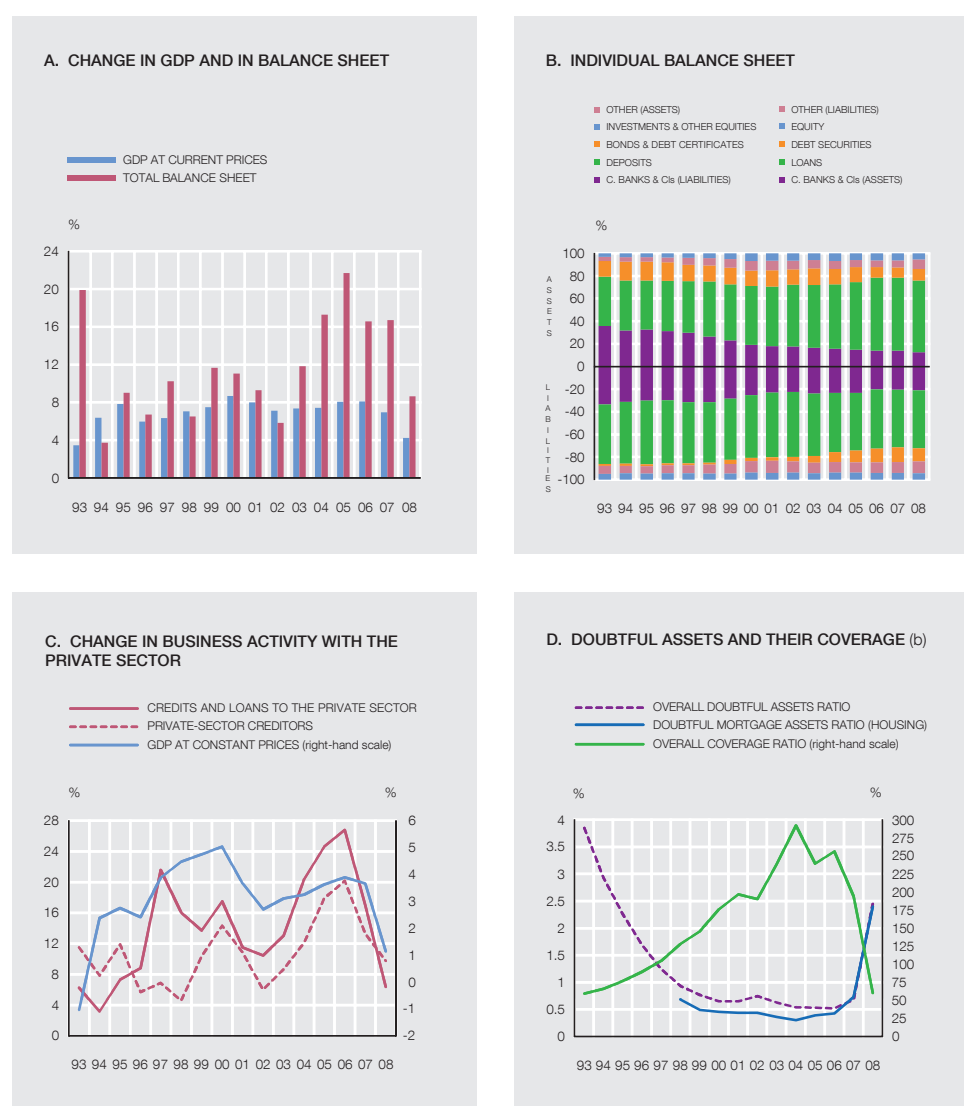 A. CHANGE IN GDP AND IN BALANCE SHEET
GDP AT CURRENT PRICES
TOTAL BALANCE SHEET
%
24
20
16
12
8
4
0
93 94 95 96 97 98 99 00 01 02 03 04 05 06 07 08
B. INDIVIDUAL BALANCE SHEET
OTHER (ASSETS)
INVESTMENTS & OTHER EQUITIES
BONDS & DEBT CERTIFICATES
DEPOSITS
C. BANKS & CIs (LIABILITIES)
OTHER (LIABILITIES)
EQUITY
DEBT SECURITIES
LOANS
C. BANKS & CIs (ASSETS)
%
ASSETS
LIABILITIES
100
80
60
40
20
0
-20
-40
-60
-80
-100
93 94 95 96 97 98 99 00 01 02 03 04 05 06 07 08
C. CHANGE IN BUSINESS ACTIVITY WITH THE
PRIVATE SECTOR
CREDITS AND LOANS TO THE PRIVATE SECTOR
PRIVATE-SECTOR CREDITORS
GDP AT CONSTANT PRICES (right-hand scale)
% %
28
24
20
16
12
8
4
0
6
5
4
3
2
1
0
-1
-2
93 94 95 96 97 98 99 00 01 02 03 04 05 06 07 08
D. DOUBTFUL ASSETS AND THEIR COVERAGE (b)
OVERALL DOUBTFUL ASSETS RATIO
DOUBTFUL MORTGAGE ASSETS RATIO (HOUSING)
OVERALL COVERAGE RATIO (right-hand scale)
% %
4
3.5
3
2.5
2
1.5
1
0.5
0
300
275
250
225
200
175
150
125
100
75
50
25
0
93 94 95 96 97 98 99 00 01 02 03 04 05 06 07 08